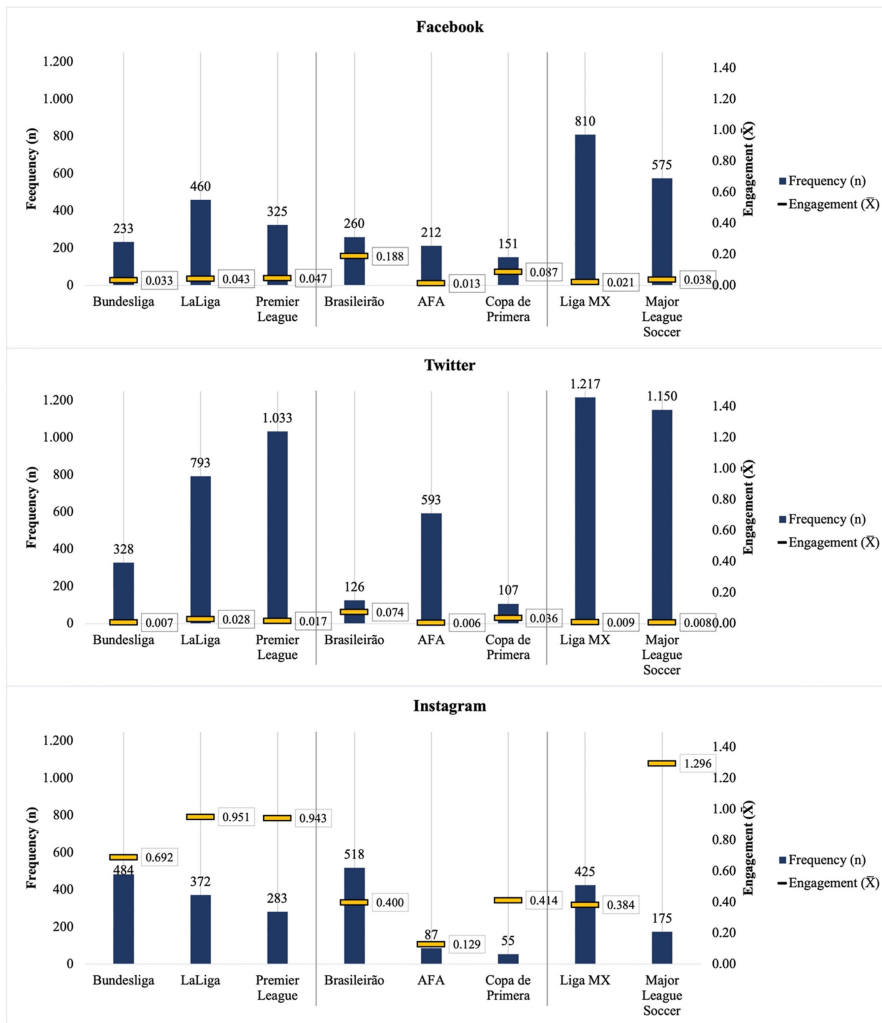 Facebook
Feequency (n)
1.200
1.000
800
600
400
200
0
233
460
325
260
212
151
810
575
0.033
0.043
0.047
0.188
0.013
0.087
0.021
0.038
Bundesliga
LaLiga
Premier
League
Brasileirão
AFA
Copa de
Primera
Liga MX
Major
League
Soccer
1.40
1.20
1.00
0.80
0.60
0.40
0.20
0.00
Engagement (X̄)
Frequency (n)
Engagement (X̄)
Twitter
Frequency (n)
1.200
1.000
800
600
400
200
0
328
793
1.033
126
593
107
1.217
1.150
0.007
0.028
0.017
0.074
0.006
0.036
0.009
0.008
Bundesliga
LaLiga
Premier
League
Brasileirão
AFA
Copa de
Primera
Liga MX
Major
League
Soccer
1.40
1.20
1.00
0.80
0.60
0.40
0.20
0.00
Engagement (X̄)
Frequency (n)
Engagement (X̄)
Instagram
Frequency (n)
1.200
1.000
800
600
400
200
0
484
372
283
518
87
55
425
175
0.692
0.951
0.943
0.400
0.129
0.414
0.384
1.296
Bundesliga
LaLiga
Premier
League
Brasileirão
AFA
Copa de
Primera
Liga MX
Major
League
Soccer
1.40
1.20
1.00
0.80
0.60
0.40
0.20
0.00
Engagement (X̄)
Frequency (n)
Engagement (X̄)